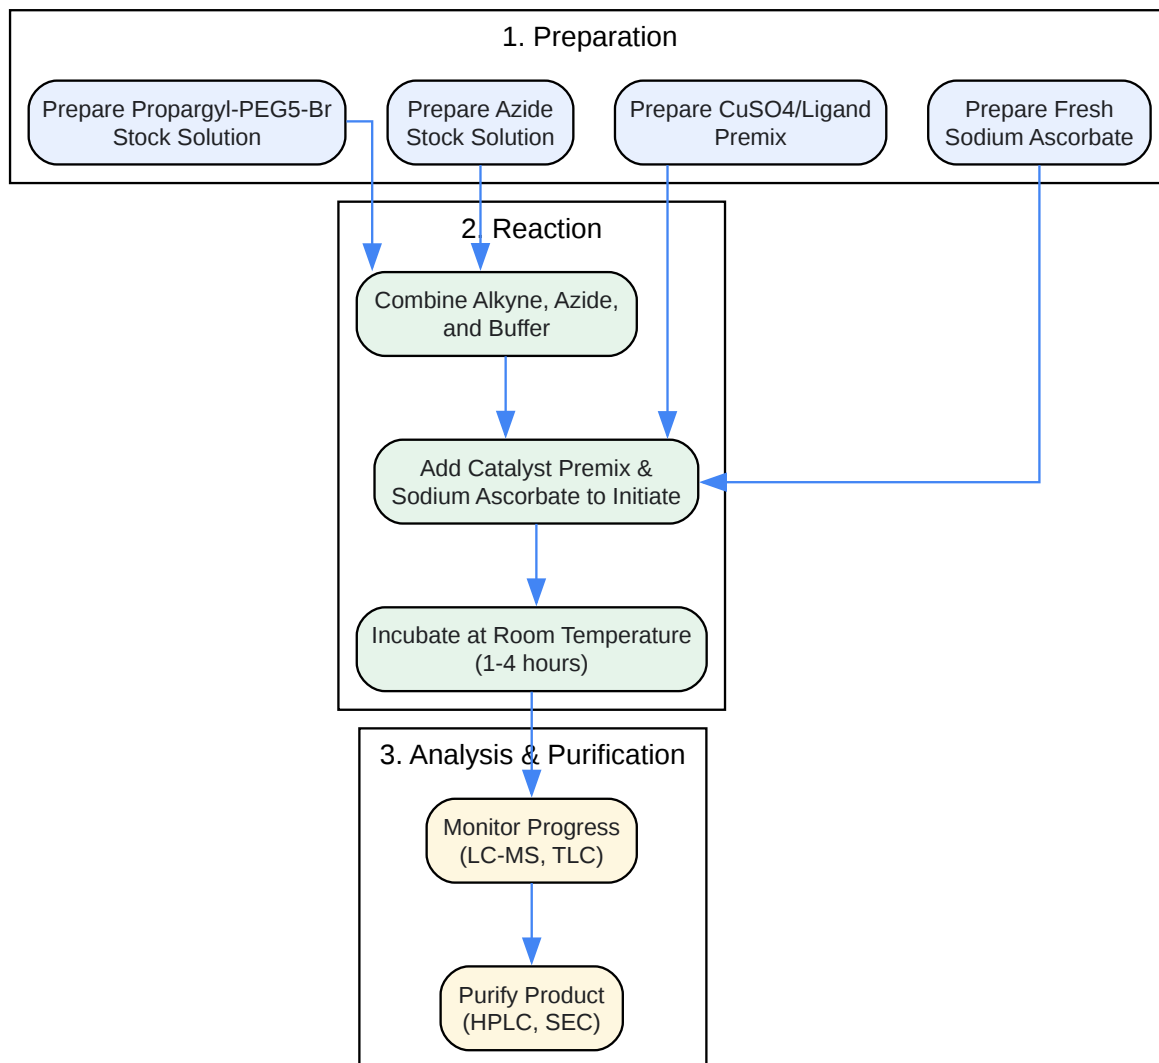 1. Preparation
Prepare Propargyl-PEG5-Br
Stock Solution
Prepare Azide
Stock Solution
Prepare CuSO4/Ligand
Premix
Prepare Fresh
Sodium Ascorbate
2. Reaction
Combine Alkyne, Azide,
and Buffer
Add Catalyst Premix &
Sodium Ascorbate to Initiate
Incubate at Room Temperature
(1-4 hours)
3. Analysis & Purification
Monitor Progress
(LC-MS, TLC)
Purify Product
(HPLC, SEC)